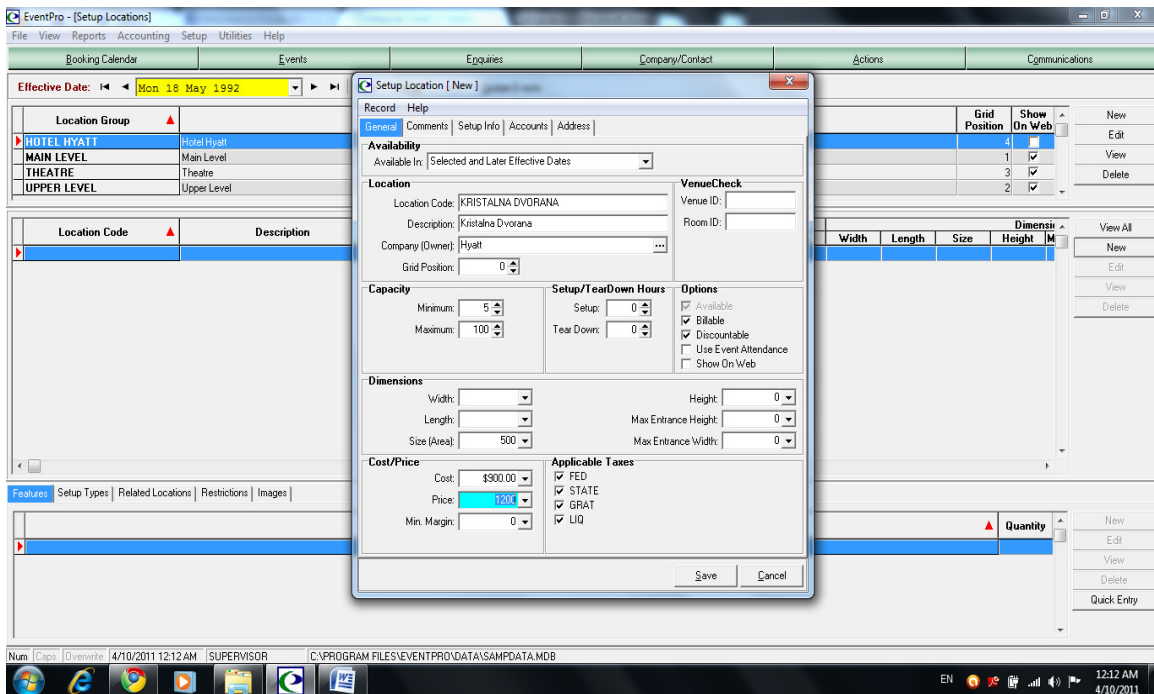 EventPro - [Setup Locations]
File View Reports Accounting Setup Utilities Help
Booking Calendar Events Enquiries Company/Contact Actions Communications
Effective Date: Mon 18 May 1992
Location Group Grid Position Show On Web
HOTEL HYATT Hotel Hyatt 4
MAIN LEVEL Main Level 1
THEATRE Theatre 3
UPPER LEVEL Upper Level 2
New
Edit
View
Delete
Location Code Description Dimensi
Width Length Size Height M
View All
New
Edit
View
Delete
Setup Location [ New ]
Record Help
General Comments Setup Info Accounts Address
Availability
Available In: Selected and Later Effective Dates
Location
Location Code: KRISTALNA DVORANA
Description: Kristalna Dvorana
Company (Owner): Hyatt ...
Grid Position: 0
VenueCheck
Venue ID:
Room ID:
Capacity
Minimum: 5
Maximum: 100
Setup/TearDown Hours
Setup: 0
Tear Down: 0
Options
Available
Billable
Discountable
Use Event Attendance
Show On Web
Dimensions
Width:
Length:
Size (Area): 500
Height: 0
Max Entrance Height: 0
Max Entrance Width: 0
Cost/Price
Cost: $900.00
Price: 1200
Min. Margin: 0
Applicable Taxes
FED
STATE
GRAT
LIQ
Save Cancel
Features Setup Types Related Locations Restrictions Images
Quantity
New
Edit
View
Delete
Quick Entry
Num Caps Overwrite 4/10/2011 12:12 AM SUPERVISOR C:\PROGRAM FILES\EVENTPRO\DATA\SAMPDATA.MDB
EN 12:12 AM
4/10/2011